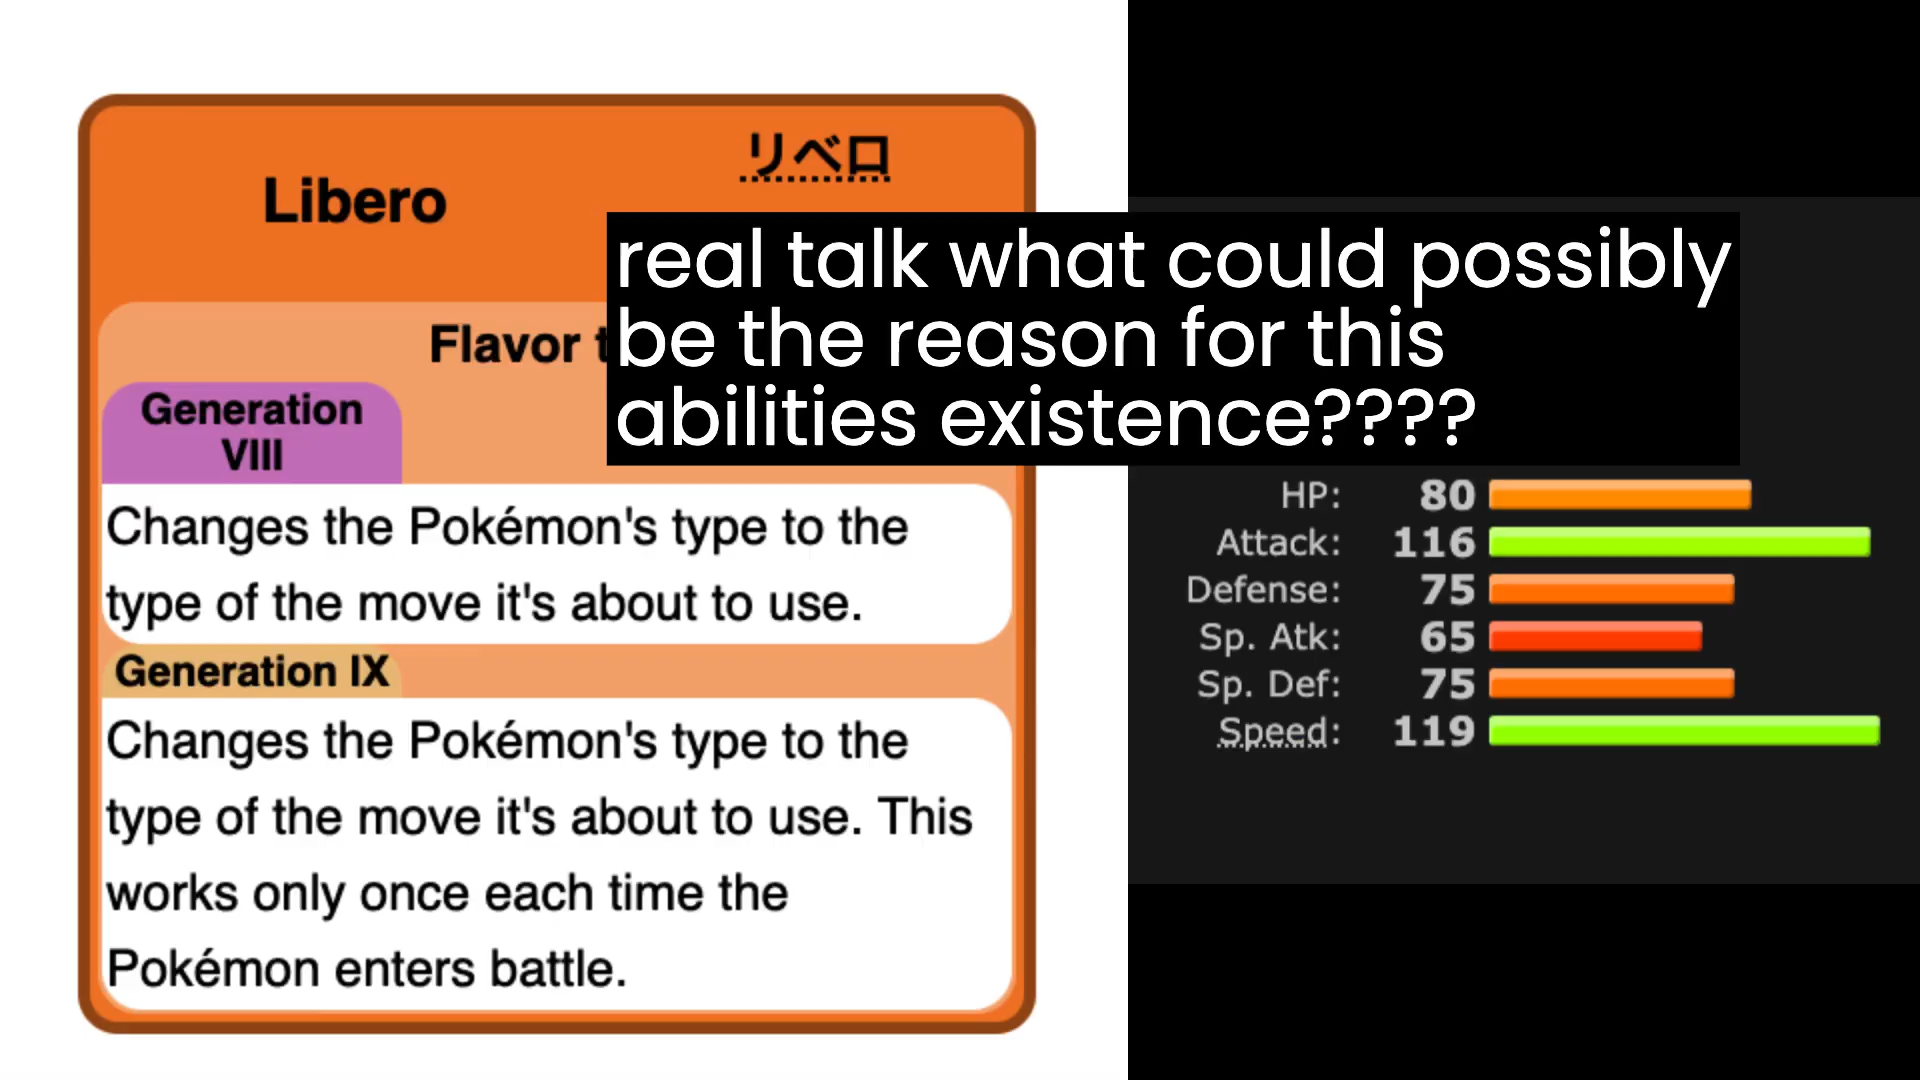 リベロ
Libero
real talk what could possibly
be the reason for this
abilities existence????
Flavor
Generation
VIII
Changes the Pokémon's type to the
type of the move it's about to use.
Generation IX
Changes the Pokémon's type to the
type of the move it's about to use. This
works only once each time the
Pokémon enters battle.
HP: 80
Attack: 116
Defense: 75
Sp. Atk: 65
Sp. Def: 75
Speed: 119